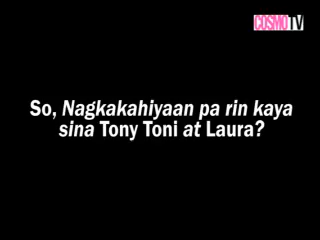 COSMOTV
So, Nagkakahiyaan pa rin kaya
sina Tony Toni at Laura?